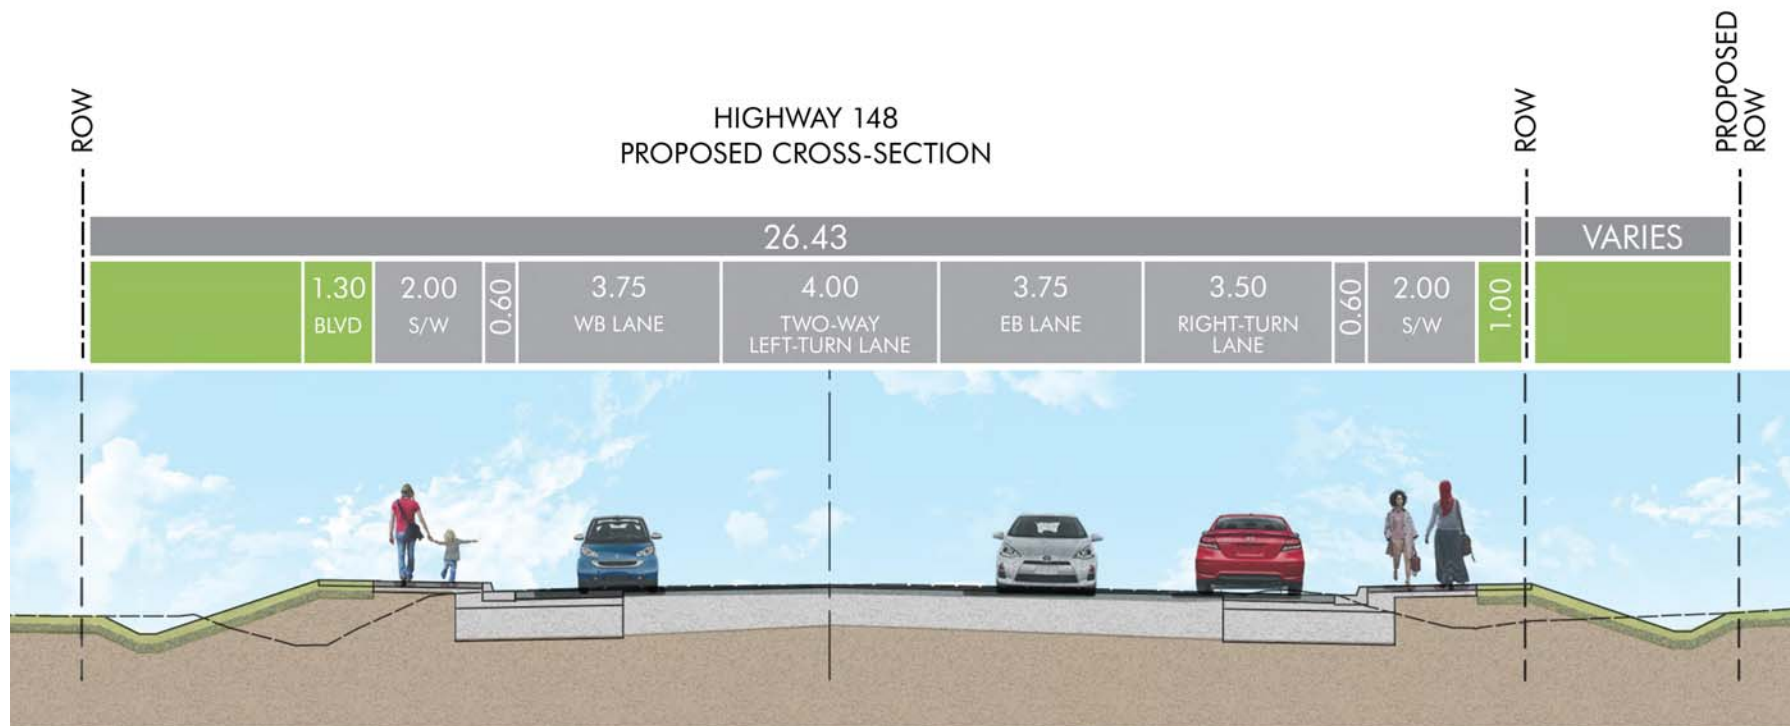 ROW
HIGHWAY 148
PROPOSED CROSS-SECTION
ROW
PROPOSED
ROW
26.43
VARIES
1.30
BLVD
2.00
S/W
0.60
3.75
WB LANE
4.00
TWO-WAY
LEFT-TURN LANE
3.75
EB LANE
3.50
RIGHT-TURN
LANE
0.60
2.00
S/W
1.00